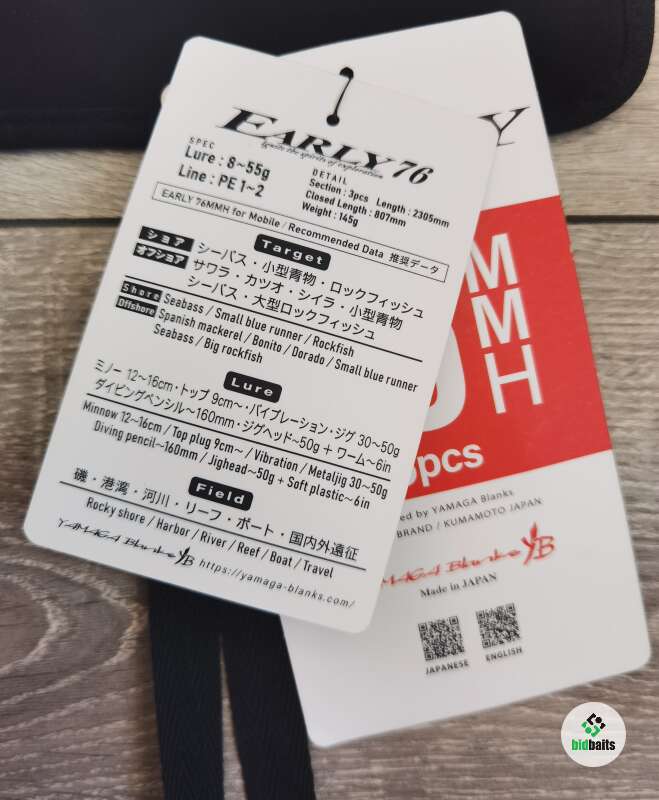 EARLY 76
Ignite the spirits of exploration
SPEC
Lure : 8~55g
Line : PE 1~2
DETAIL
Section : 3pcs Length : 2305mm
Closed Length : 807mm
Weight : 145g
EARLY 76MMH for Mobile / Recommended Data 推奨データ
Target
ショア シーバス・小型青物・ロックフィッシュ
オフショア サワラ・カツオ・シイラ・小型青物
シーバス・大型ロックフィッシュ
Shore Seabass / Small blue runner / Rockfish
Offshore Spanish mackerel / Bonito / Dorado / Small blue runner
Seabass / Big rockfish
Lure
ミノー 12~16cm・トップ 9cm~・バイブレーション・ジグ 30~50g
ダイビングペンシル~160mm・ジグヘッド~50g + ワーム~6in
Minnow 12~16cm / Top plug 9cm~ / Vibration / Metaljig 30~50g
Diving pencil~160mm / Jighead~50g + Soft plastic~6in
Field
磯・港湾・河川・リーフ・ボート・国内外遠征
Rocky shore / Harbor / River / Reef / Boat / Travel
YAMAGA Blanks YB https://yamaga-blanks.com/
Y
M
M
H
pcs
ed by YAMAGA Blanks
BRAND / KUMAMOTO JAPAN
MAGA Blanks YB
Made in JAPAN
JAPANESE ENGLISH
bidbaits